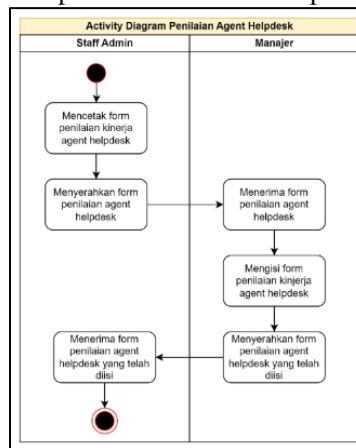 Activity Diagram Penilaian Agent Helpdesk
Staff Admin
Manajer
Mencetak form
penilaian kinerja
agent helpdesk
Menyerahkan form
penilaian agent
helpdesk
Menerima form
penilaian agent
helpdesk
Mengisi form
penilaian kinjerja
agent helpdesk
Menyerahkan form
penilaian agent
helpdesk yang telah
diisi
Menerima form
penilaian agent
helpdesk yang telah
diisi